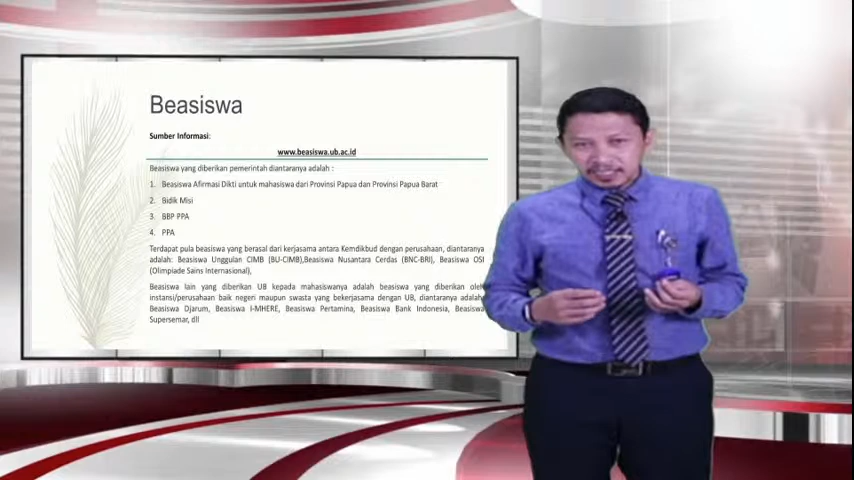 Beasiswa
Sumber Informasi:
www.beasiswa.ub.ac.id
Beasiswa yang diberikan pemerintah diantaranya adalah :
1. Beasiswa Afirmasi Dikti untuk mahasiswa dari Provinsi Papua dan Provinsi Papua Barat
2. Bidik Misi
3. BBP PPA
4. PPA
Terdapat pula beasiswa yang berasal dari kerjasama antara Kemdikbud dengan perusahaan, diantaranya
adalah: Beasiswa Unggulan CIMB (BU-CIMB),Beasiswa Nusantara Cerdas (BNC-BRI), Beasiswa OSI
(Olimpiade Sains Internasional),
Beasiswa lain yang diberikan UB kepada mahasiswanya adalah beasiswa yang diberikan oleh
instansi/perusahaan baik negeri maupun swasta yang bekerjasama dengan UB, diantaranya adalah
Beasiswa Djarum, Beasiswa I-MHERE, Beasiswa Pertamina, Beasiswa Bank Indonesia, Beasiswa
Supersemar, dll